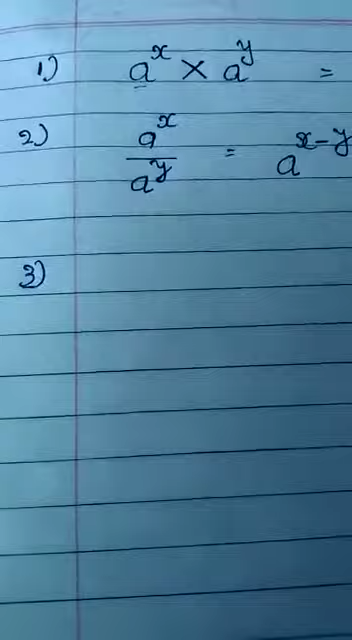 1) a^x × a^y =
2) a^x / a^y = a^x-y
3)